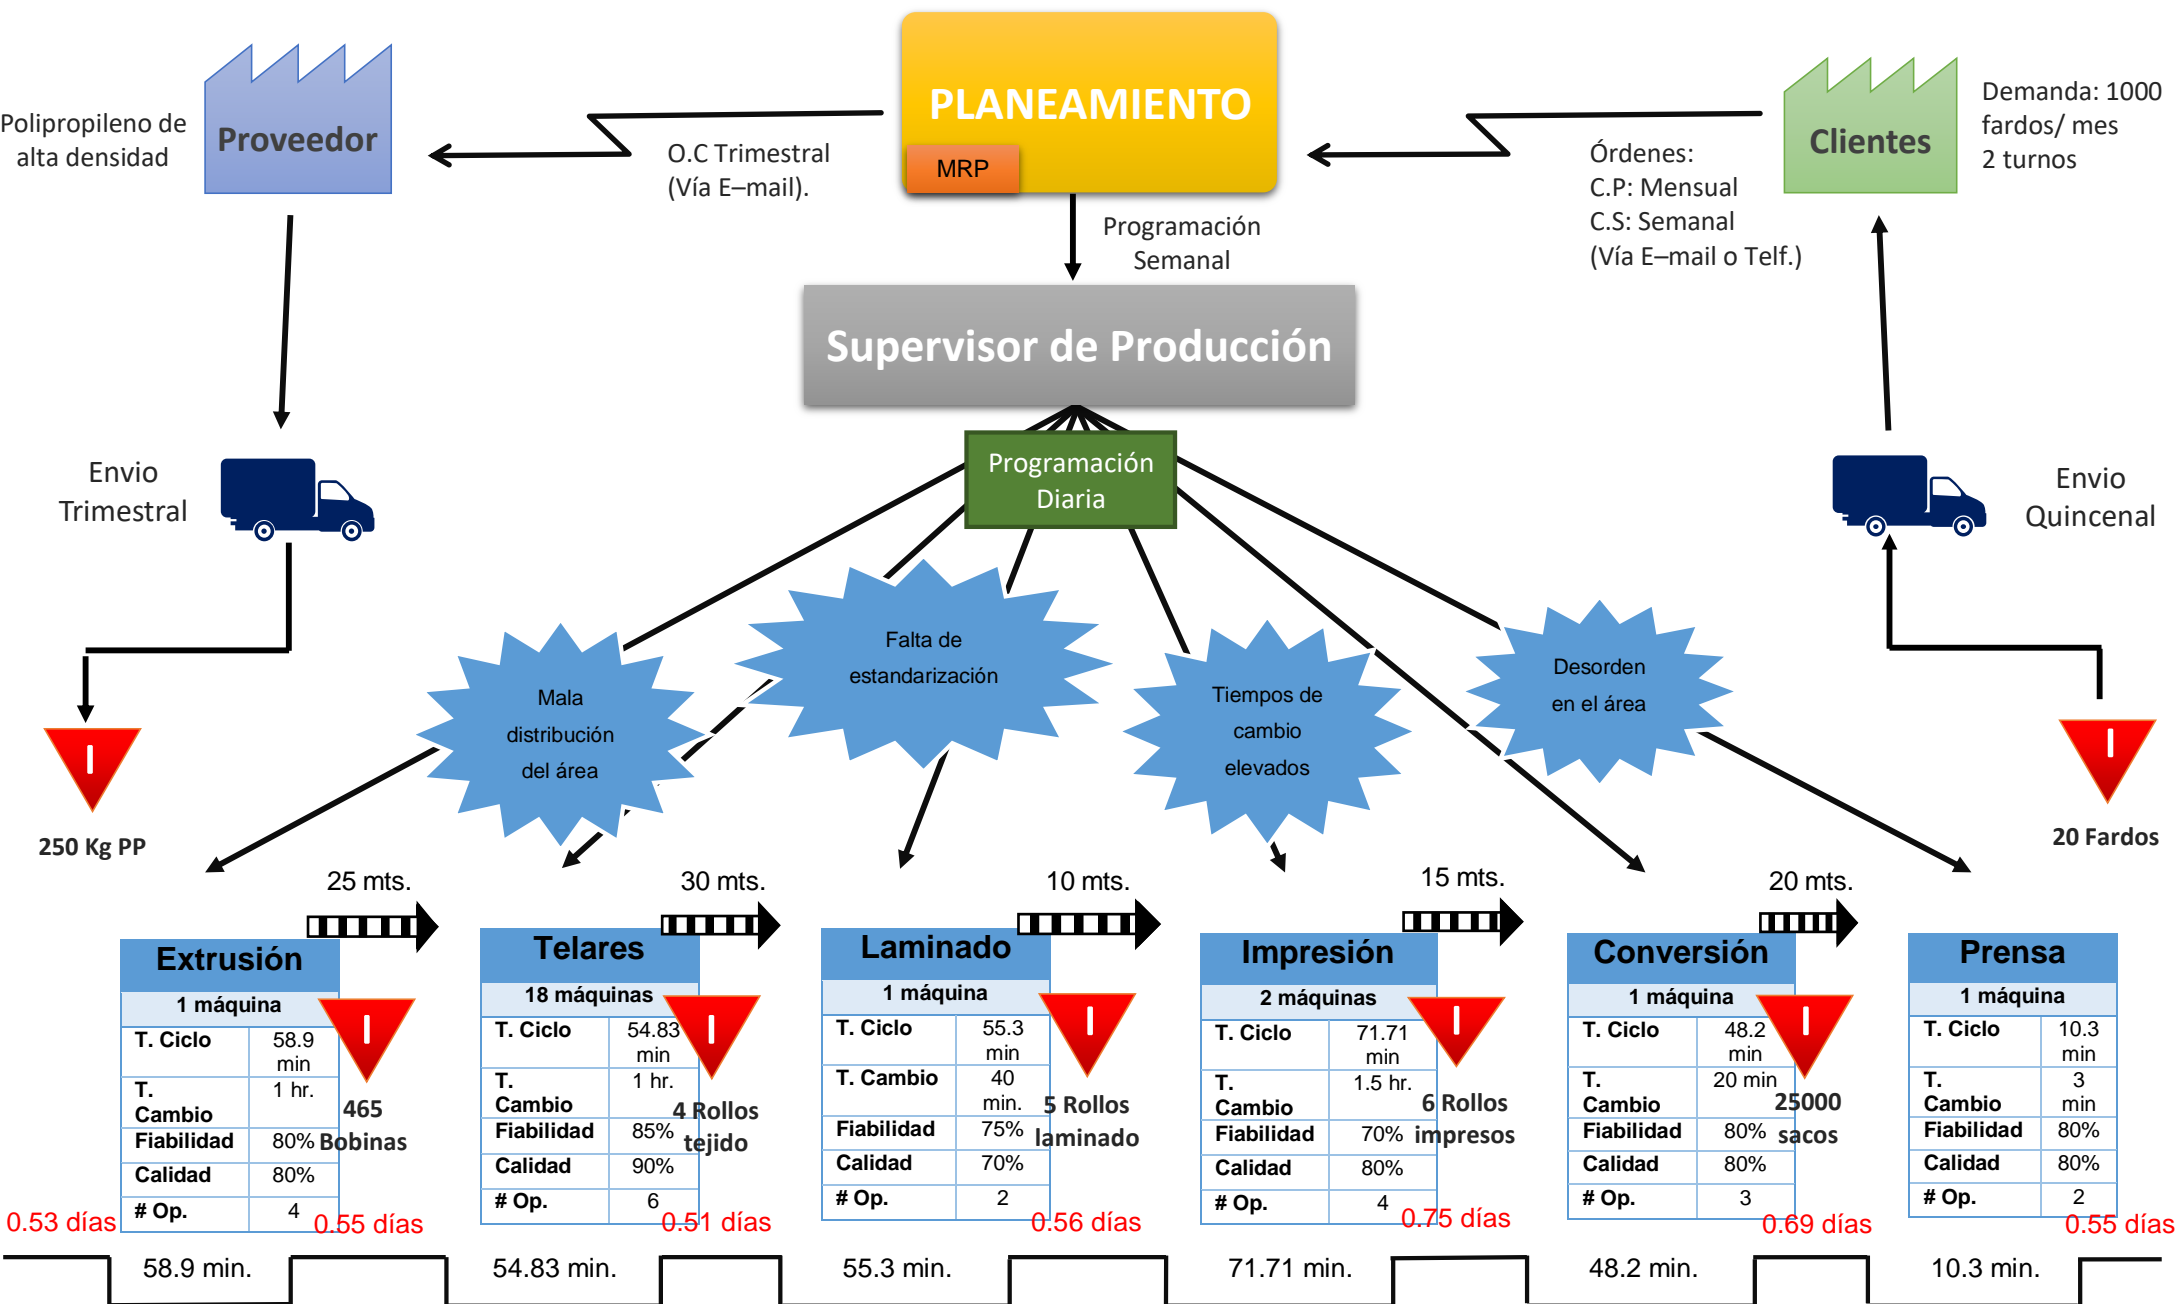 PLANEAMIENTO
MRP
Proveedor
Polipropileno de
alta densidad
O.C Trimestral
(Vía E–mail).
Clientes
Demanda: 1000
fardos/ mes
2 turnos
Órdenes:
C.P: Mensual
C.S: Semanal
(Vía E–mail o Telf.)
Programación
Semanal
Supervisor de Producción
Programación
Diaria
Envio
Trimestral
Envio
Quincenal
Mala
distribución
del área
Falta de
estandarización
Tiempos de
cambio
elevados
Desorden
en el área
I
250 Kg PP
I
20 Fardos
25 mts.
30 mts.
10 mts.
15 mts.
20 mts.
Extrusión
1 máquina
T. Ciclo 58.9
min
T. 1 hr.
Cambio
Fiabilidad 80%
Calidad 80%
# Op. 4
I
465
Bobinas
Telares
18 máquinas
T. Ciclo 54.83
min
T. 1 hr.
Cambio
Fiabilidad 85%
Calidad 90%
# Op. 6
I
4 Rollos
tejido
Laminado
1 máquina
T. Ciclo 55.3
min
T. Cambio 40
min.
Fiabilidad 75%
Calidad 70%
# Op. 2
I
5 Rollos
laminado
Impresión
2 máquinas
T. Ciclo 71.71
min
T. 1.5 hr.
Cambio
Fiabilidad 70%
Calidad 80%
# Op. 4
I
6 Rollos
impresos
Conversión
1 máquina
T. Ciclo 48.2
min
T. 20 min
Cambio
Fiabilidad 80%
Calidad 80%
# Op. 3
I
25000
sacos
Prensa
1 máquina
T. Ciclo 10.3
min
T. 3
Cambio min
Fiabilidad 80%
Calidad 80%
# Op. 2
0.53 días
0.55 días
0.51 días
0.56 días
0.75 días
0.69 días
0.55 días
58.9 min.
54.83 min.
55.3 min.
71.71 min.
48.2 min.
10.3 min.